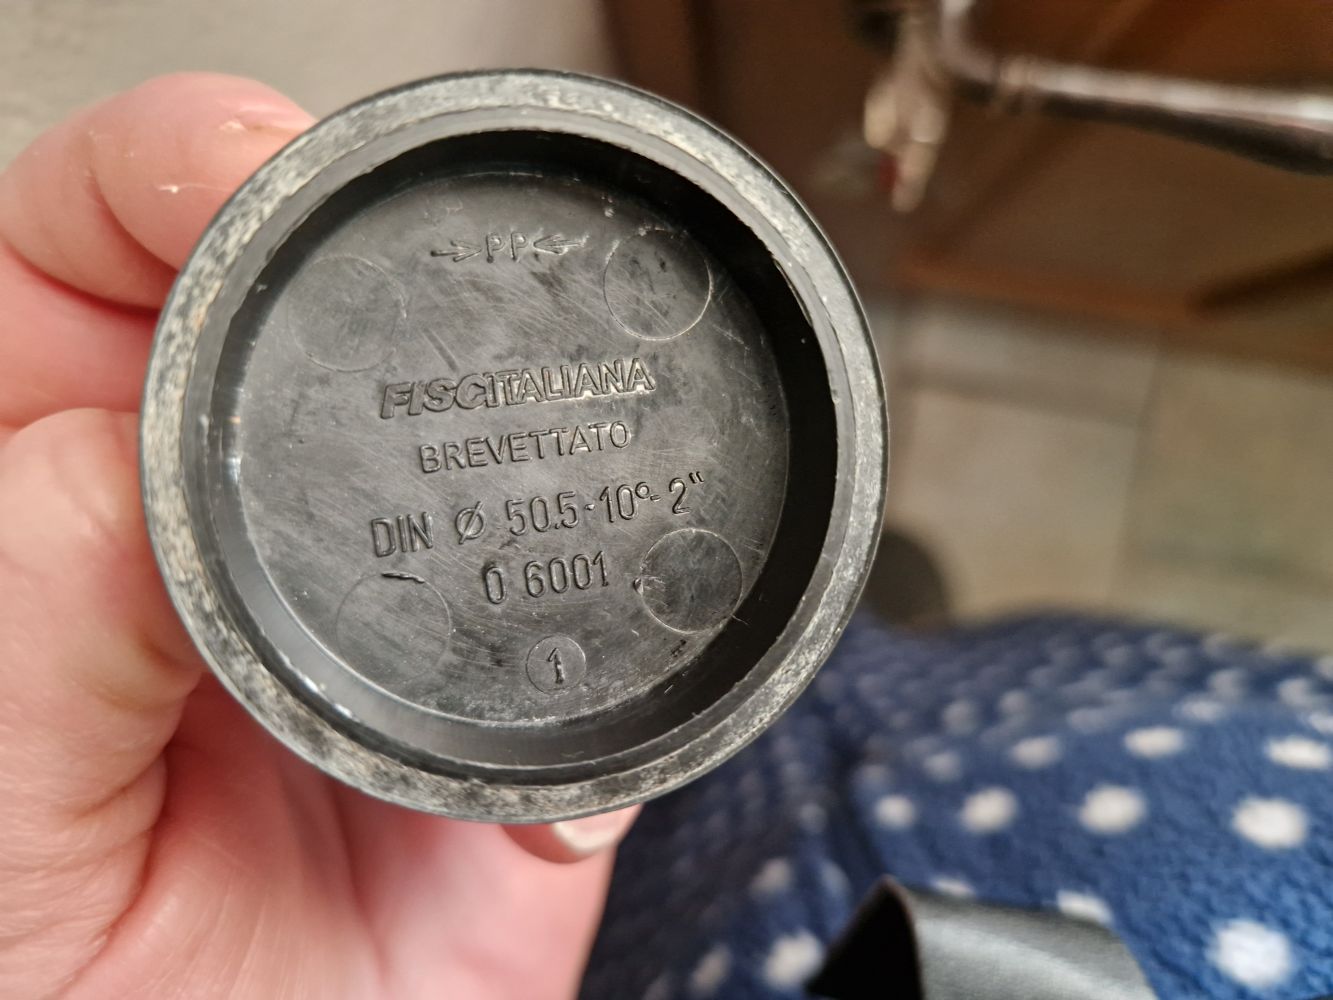 →PP←
FISCITALIANA
BREVETTATO
DIN Ø 50.5-10°-2"
0 6001
1